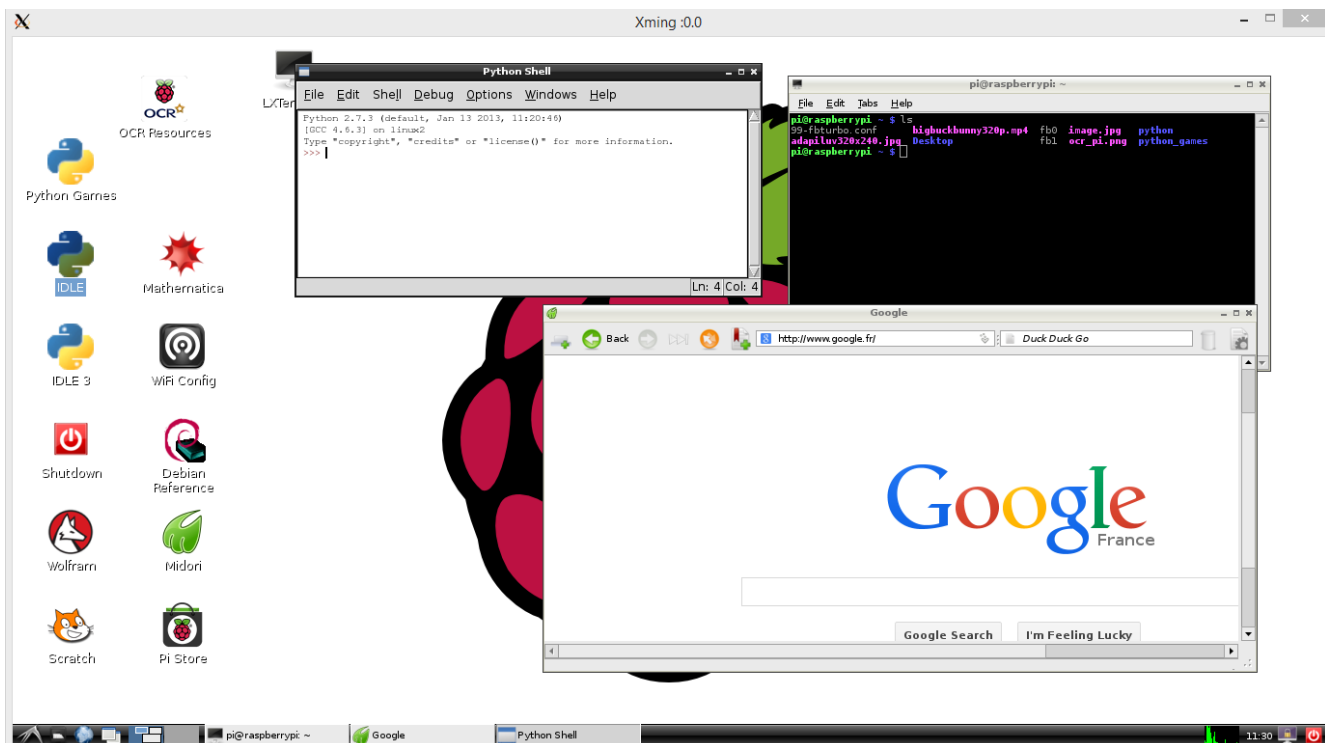 Xming :0.0
OCR
OCR Resources
Python Games
IDLE
Mathematica
IDLE 3
WiFi Config
Shutdown
Debian
Reference
Wolfram
Midori
Scratch
Pi Store
LXTer
Python Shell
File Edit Shell Debug Options Windows Help
Python 2.7.3 (default, Jan 13 2013, 11:20:46)
[GCC 4.6.3] on linux2
Type "copyright", "credits" or "license()" for more information.
>>>
Ln: 4 Col: 4
pi@raspberrypi: ~
File Edit Tabs Help
pi@raspberrypi ~ $ ls
99-fbturbo.conf bigbuckbunny320p.mp4 fb0 image.jpg python
adapiluv320x240.jpg Desktop fb1 ocr_pi.png python_games
pi@raspberrypi ~ $
Google
Back http://www.google.fr/ Duck Duck Go
Google
France
Google Search I'm Feeling Lucky
pi@raspberrypi: ~ Google Python Shell 11:30